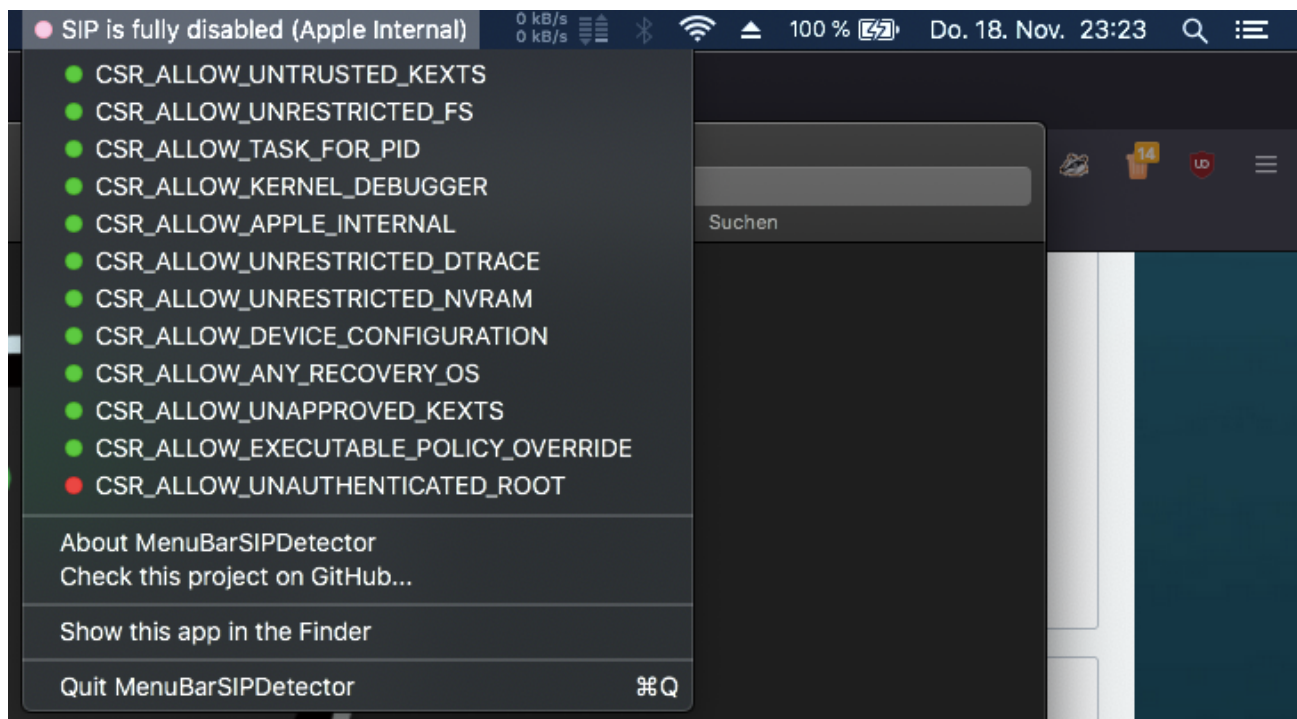 SIP is fully disabled (Apple Internal)
0 kB/s
0 kB/s
100 %
Do. 18. Nov. 23:23
CSR_ALLOW_UNTRUSTED_KEXTS
CSR_ALLOW_UNRESTRICTED_FS
CSR_ALLOW_TASK_FOR_PID
CSR_ALLOW_KERNEL_DEBUGGER
CSR_ALLOW_APPLE_INTERNAL
CSR_ALLOW_UNRESTRICTED_DTRACE
CSR_ALLOW_UNRESTRICTED_NVRAM
CSR_ALLOW_DEVICE_CONFIGURATION
CSR_ALLOW_ANY_RECOVERY_OS
CSR_ALLOW_UNAPPROVED_KEXTS
CSR_ALLOW_EXECUTABLE_POLICY_OVERRIDE
CSR_ALLOW_UNAUTHENTICATED_ROOT
About MenuBarSIPDetector
Check this project on GitHub...
Show this app in the Finder
Quit MenuBarSIPDetector ⌘Q
Suchen
14